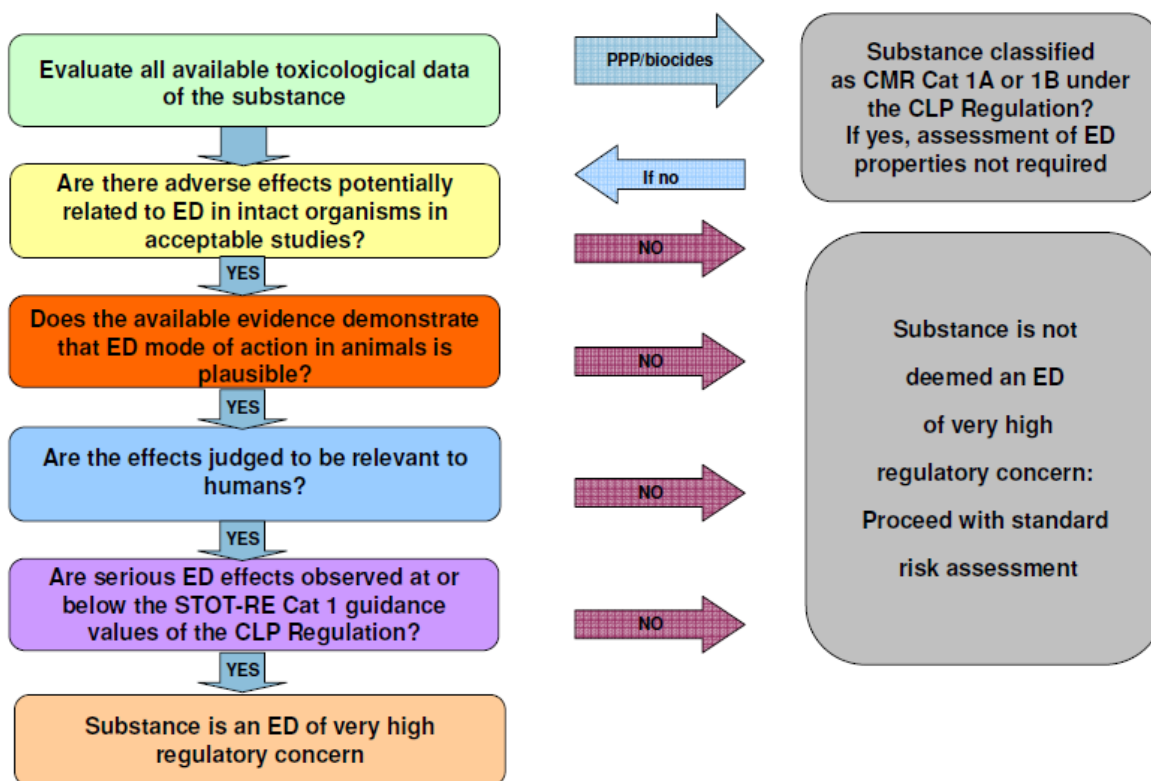 Evaluate all available toxicological data
of the substance
PPP/biocides
Substance classified
as CMR Cat 1A or 1B under
the CLP Regulation?
If yes, assessment of ED
properties not required
If no
Are there adverse effects potentially
related to ED in intact organisms in
acceptable studies?
NO
YES
Does the available evidence demonstrate
that ED mode of action in animals is
plausible?
NO
YES
Are the effects judged to be relevant to
humans?
NO
YES
Are serious ED effects observed at or
below the STOT-RE Cat 1 guidance
values of the CLP Regulation?
NO
YES
Substance is an ED of very high
regulatory concern
Substance is not
deemed an ED
of very high
regulatory concern:
Proceed with standard
risk assessment